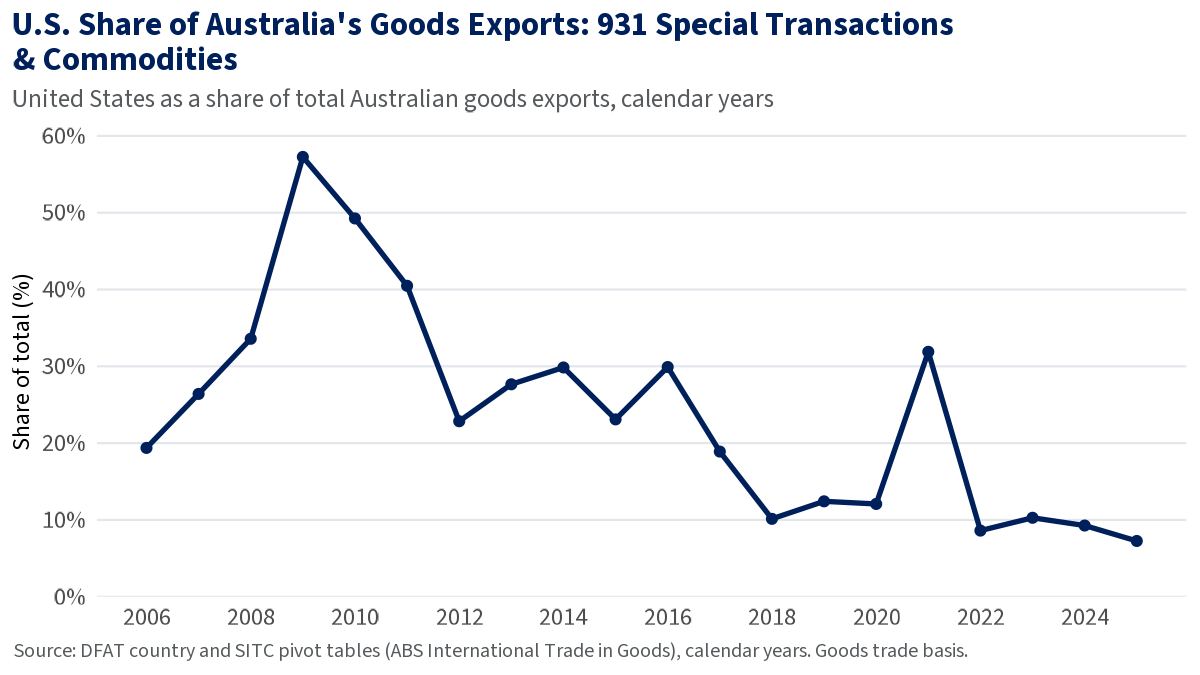 U.S. Share of Australia's Goods Exports: 931 Special Transactions
& Commodities
United States as a share of total Australian goods exports, calendar years
Share of total (%)
60%
50%
40%
30%
20%
10%
0%
2006 2008 2010 2012 2014 2016 2018 2020 2022 2024
Source: DFAT country and SITC pivot tables (ABS International Trade in Goods), calendar years. Goods trade basis.